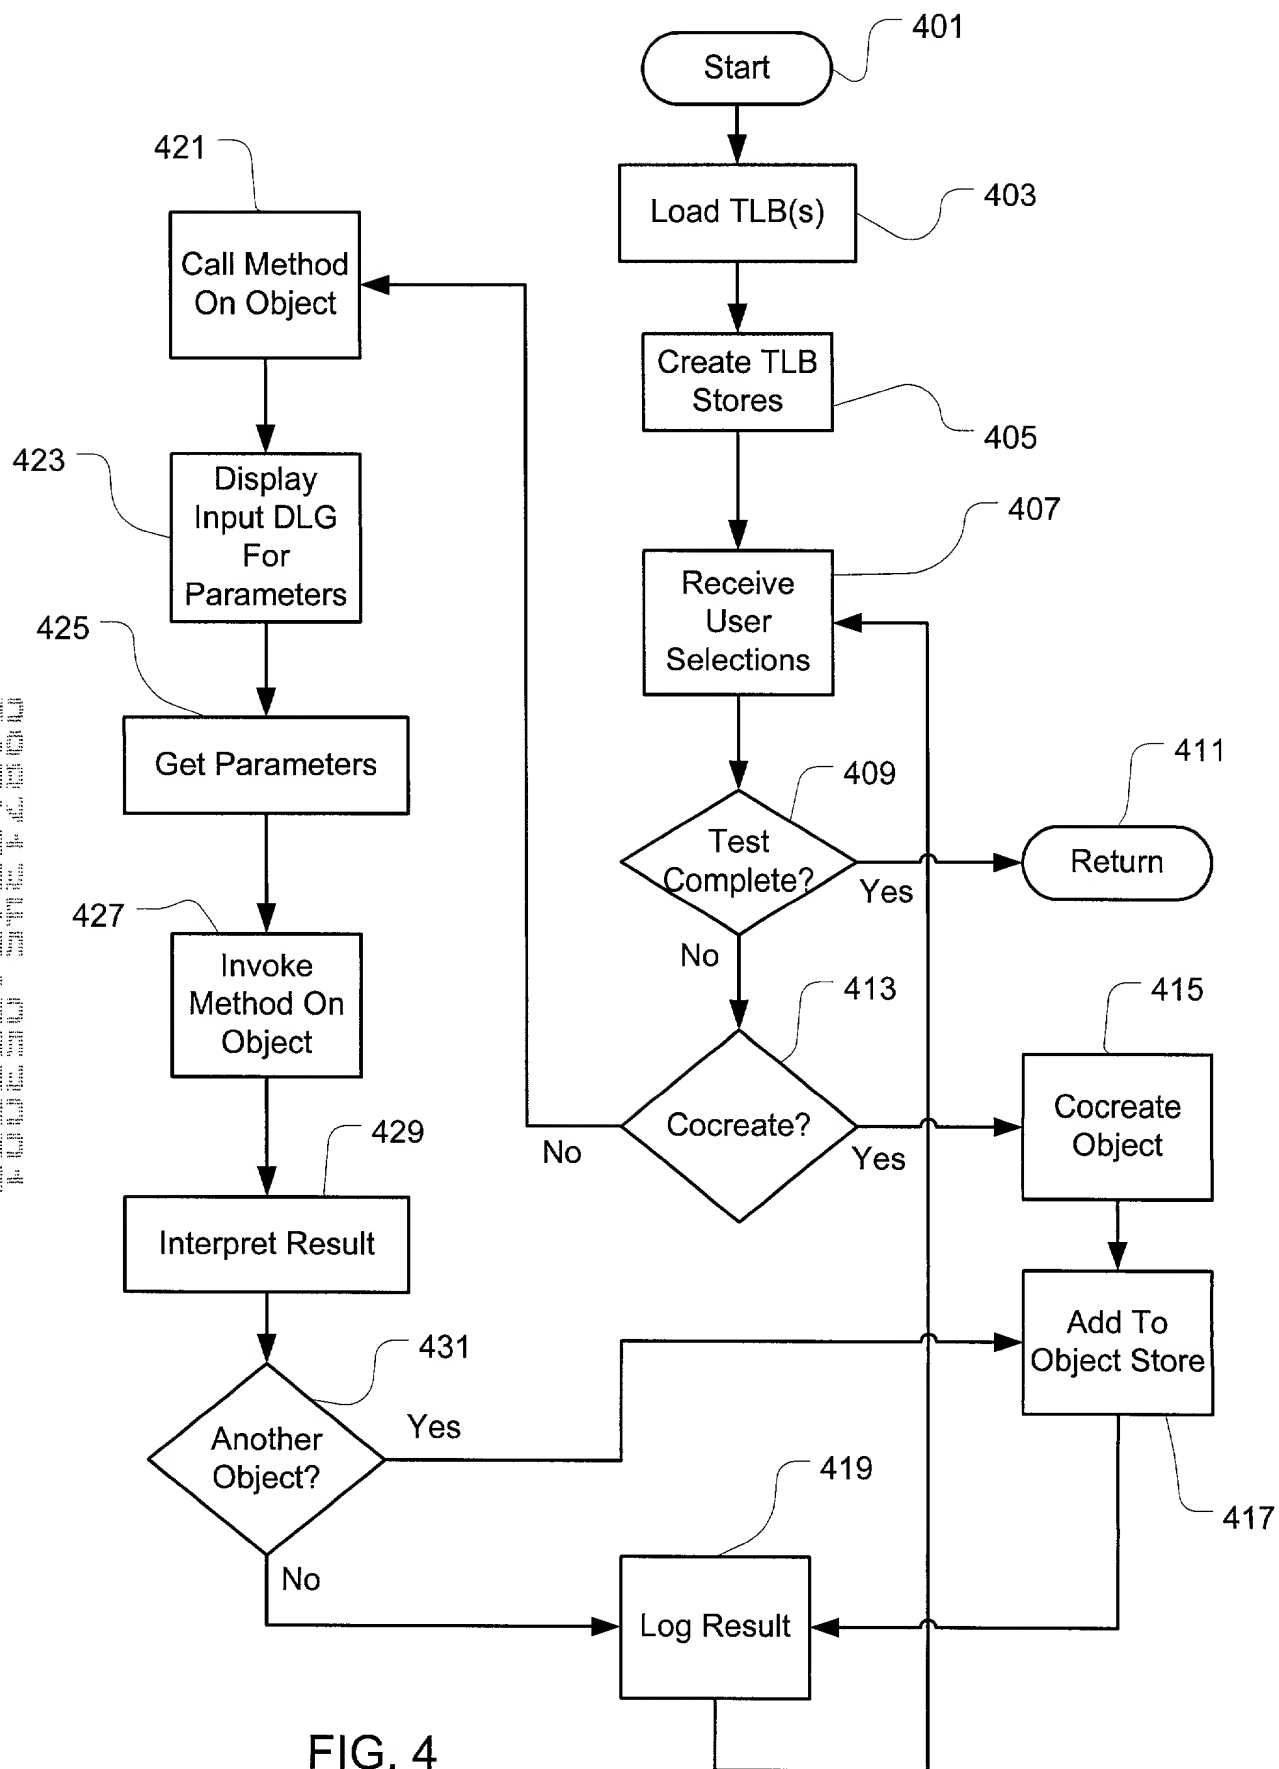 401
Start
421
403
Load TLB(s)
Call Method
On Object
Create TLB
Stores
405
423
Display
Input DLG
For
Parameters
407
Receive
User
Selections
425
Get Parameters
411
409
Test
Complete?
Yes
Return
427
No
Invoke
Method On
Object
413
415
Cocreate?
No
Yes
Cocreate
Object
429
Interpret Result
431
Add To
Object Store
Another
Object?
Yes
419
417
No
Log Result
FIG. 4